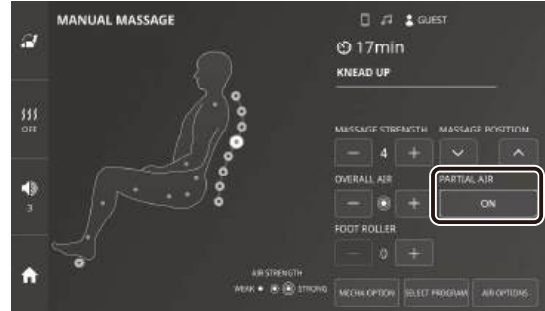 MANUAL MASSAGE
GUEST
17min
KNEAD UP
OFF
MASSAGE STRENGTH
MASSAGE POSITION
4
OVERALL AIR
PARTIAL AIR
ON
3
FOOT ROLLER
0
AIR STRENGTH
WEAK
STRONG
MECHA OPTION
SELECT PROGRAM
AIR OPTIONS